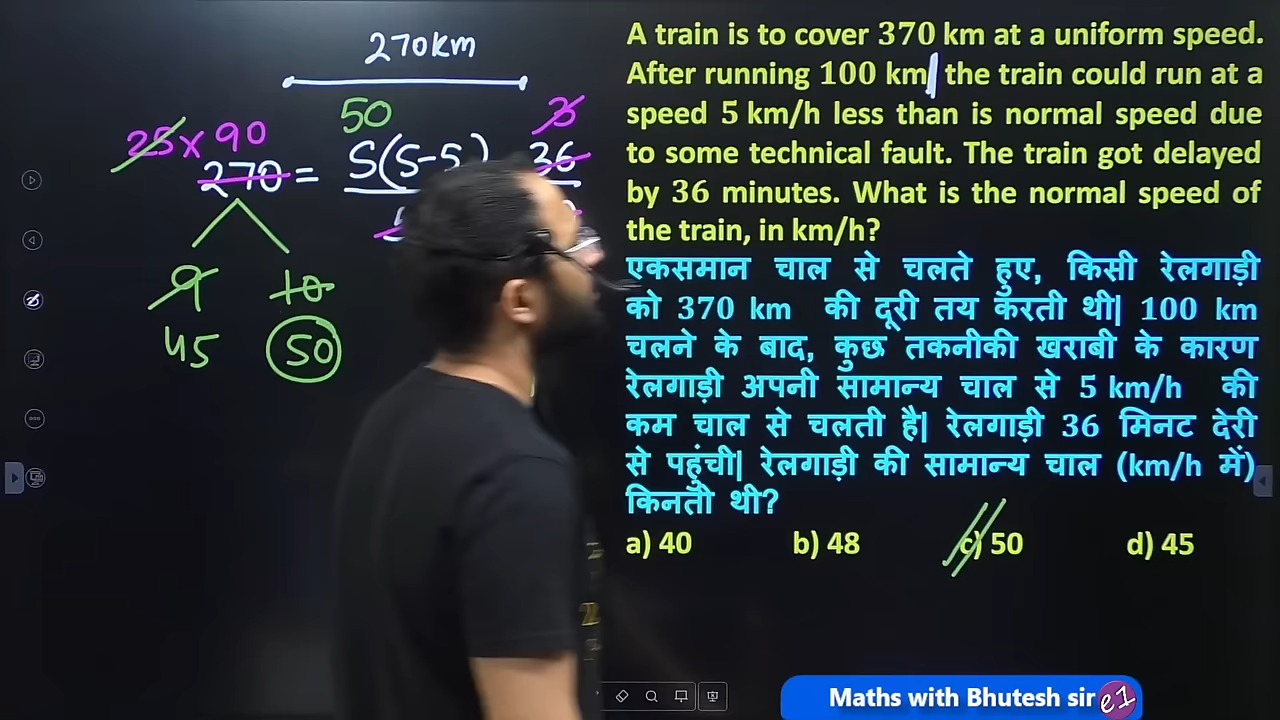 270km
50
3
25 x 90
270 = S(S-5) 36
9 10
45 50
A train is to cover 370 km at a uniform speed.
After running 100 km the train could run at a
speed 5 km/h less than is normal speed due
to some technical fault. The train got delayed
by 36 minutes. What is the normal speed of
the train, in km/h?
एकसमान चाल से चलते हुए, किसी रेलगाड़ी
को 370 km की दूरी तय करती थी| 100 km
चलने के बाद, कुछ तकनीकी खराबी के कारण
रेलगाड़ी अपनी सामान्य चाल से 5 km/h की
कम चाल से चलती है| रेलगाड़ी 36 मिनट देरी
से पहुंची| रेलगाड़ी की सामान्य चाल (km/h में)
किनती थी?
a) 40 b) 48 c) 50 d) 45
Maths with Bhutesh sir e1